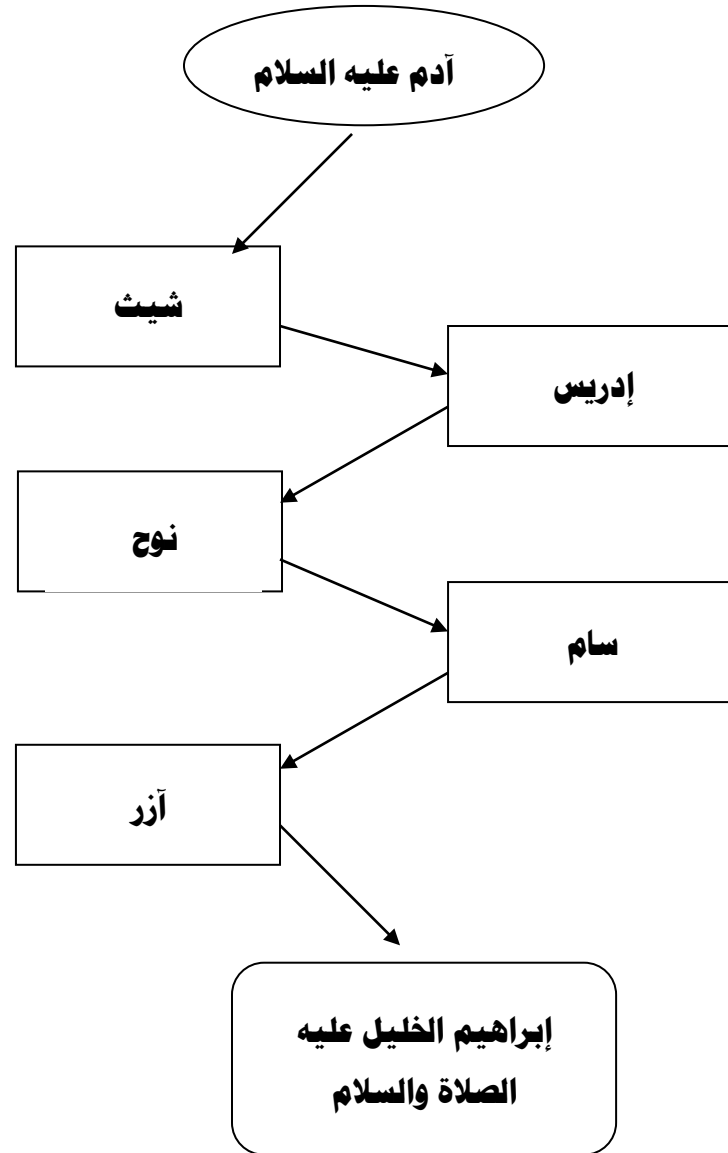 آدم عليه السلام
شيث
إدريس
نوح
سام
آزر
إبراهيم الخليل عليه
الصلاة والسلام